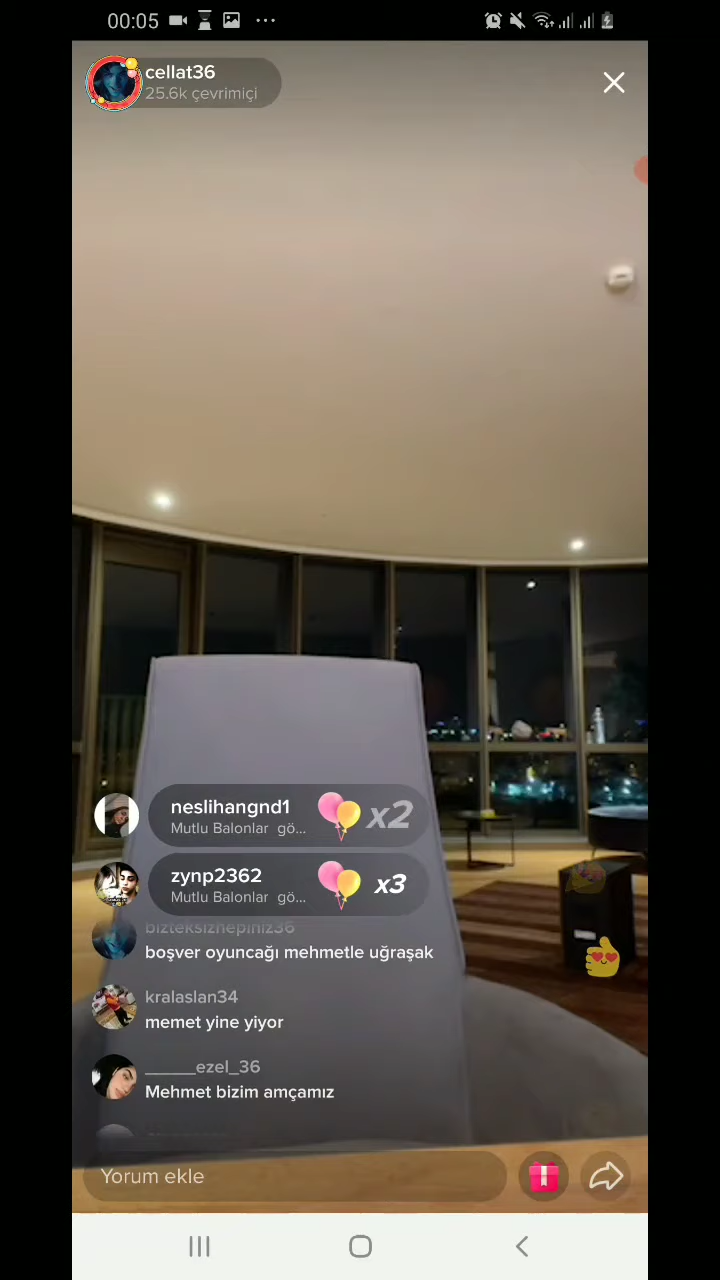 00:05
cellat36
25.6k çevrimiçi
neslihangnd1
Mutlu Balonlar gö...
x2
zynp2362
Mutlu Balonlar gö...
x3
bizteksizhepiniz36
boşver oyuncağı mehmetle uğraşak
kralaslan34
memet yine yiyor
_____ezel_36
Mehmet bizim amçamız
Yorum ekle